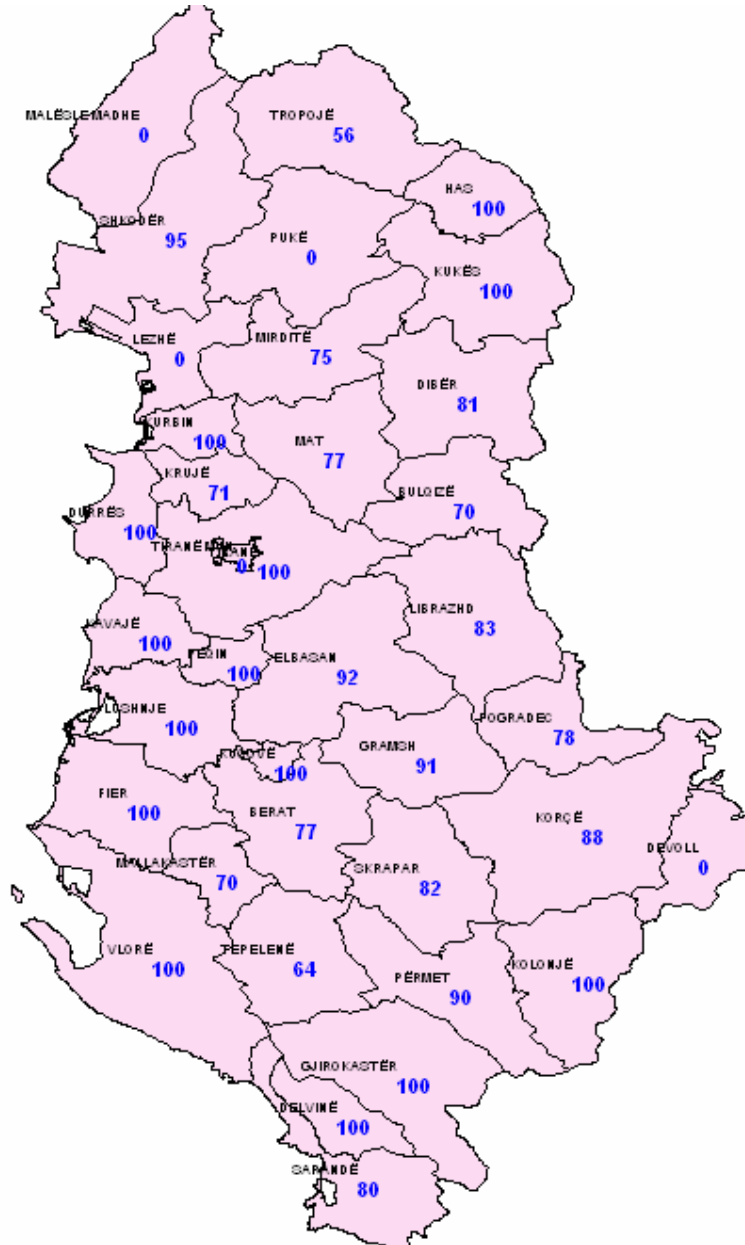 MALËSI E MADHE
0
TROPOJË
56
HAS
100
SHKODËR
95
PUKË
0
KUKËS
100
LEZHË
0
MIRDITË
75
DIBËR
81
KURBIN
100
MAT
77
KRUJË
71
BULQIZË
70
DURRËS
100
0
100
LIBRAZHD
83
KAVAJË
100
PEQIN
100
ELBASAN
92
LUSHNJE
100
POGRADEC
78
GRAMSH
91
KUÇOVË
100
FIER
100
BERAT
77
KORÇË
88
DEVOLL
0
MALLAKASTËR
70
SKRAPAR
82
VLORË
100
TEPELENË
64
PËRMET
90
KOLONJË
100
GJIROKASTËR
100
DELVINË
100
SARANDË
80